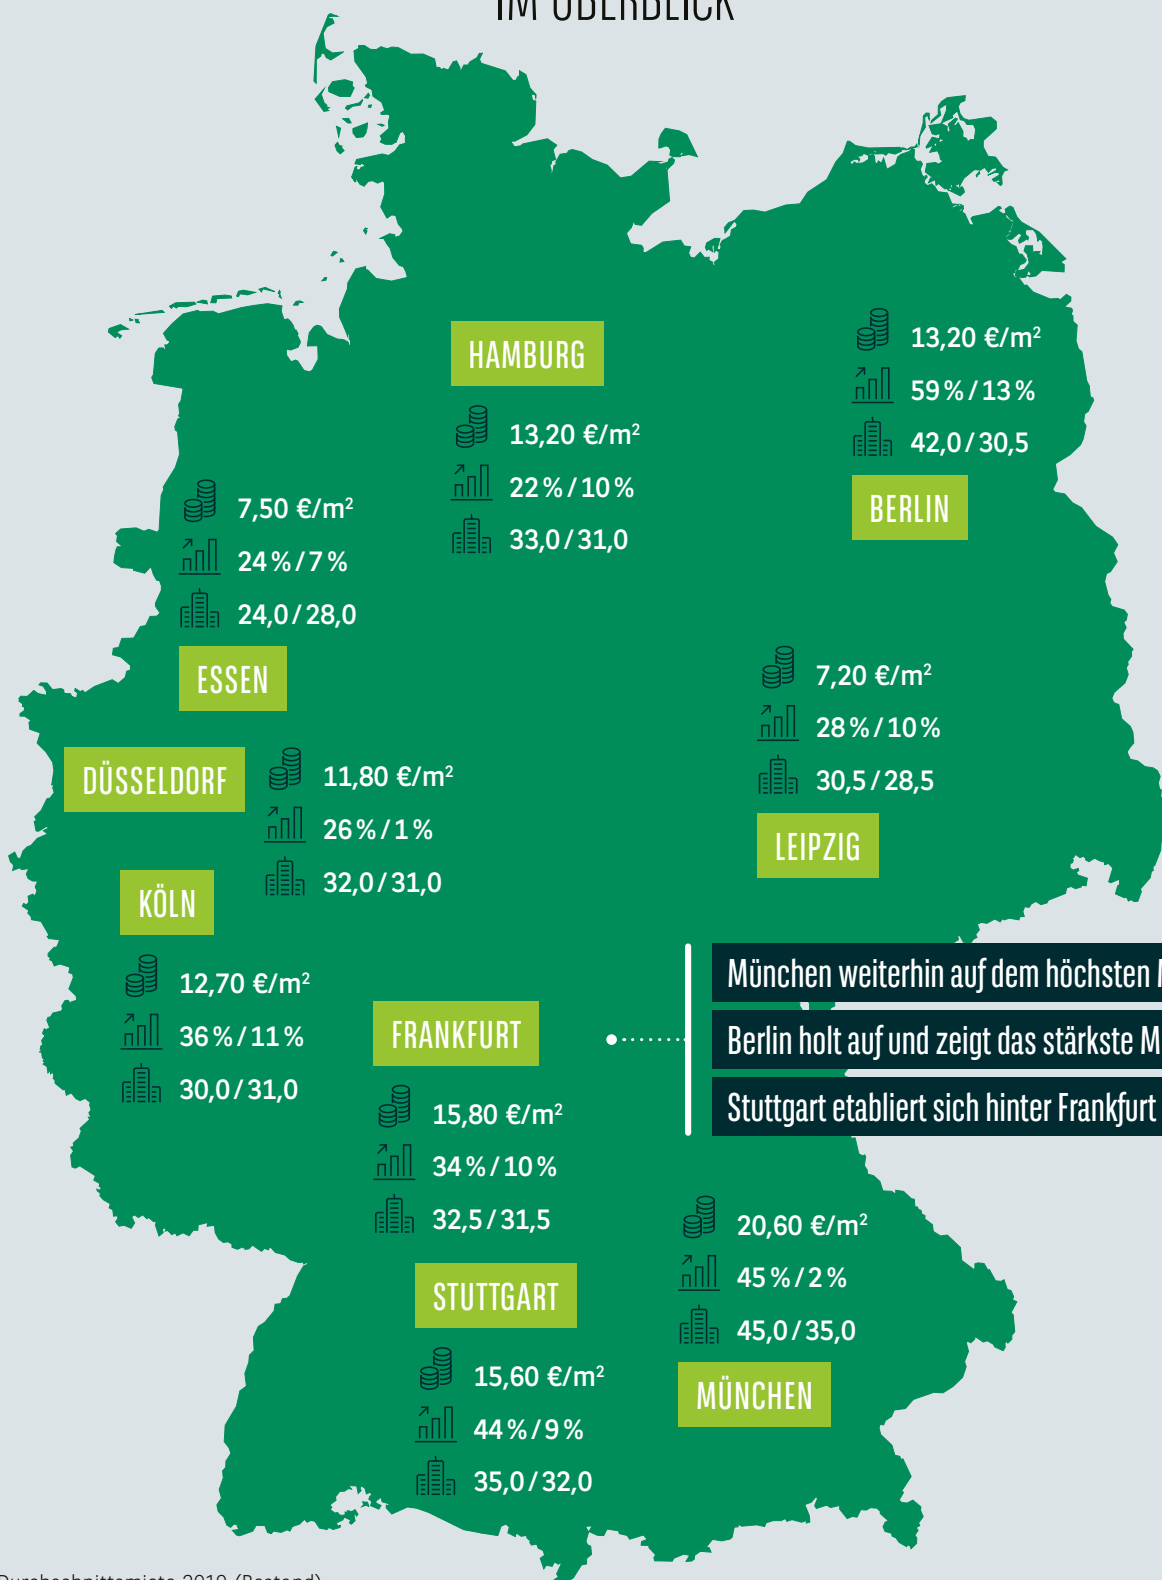 IM ÜBERBLICK
HAMBURG
13,20 €/m²
22 % / 10 %
33,0 / 31,0
13,20 €/m²
59 % / 13 %
42,0 / 30,5
BERLIN
7,50 €/m²
24 % / 7 %
24,0 / 28,0
ESSEN
7,20 €/m²
28 % / 10 %
30,5 / 28,5
LEIPZIG
DÜSSELDORF
11,80 €/m²
26 % / 1 %
32,0 / 31,0
KÖLN
12,70 €/m²
36 % / 11 %
30,0 / 31,0
München weiterhin auf dem höchsten
Berlin holt auf und zeigt das stärkste
Stuttgart etabliert sich hinter Frankfurt
FRANKFURT
15,80 €/m²
34 % / 10 %
32,5 / 31,5
20,60 €/m²
45 % / 2 %
45,0 / 35,0
MÜNCHEN
STUTTGART
15,60 €/m²
44 % / 9 %
35,0 / 32,0
Durchschnittsmiete 2019 (Bestand)